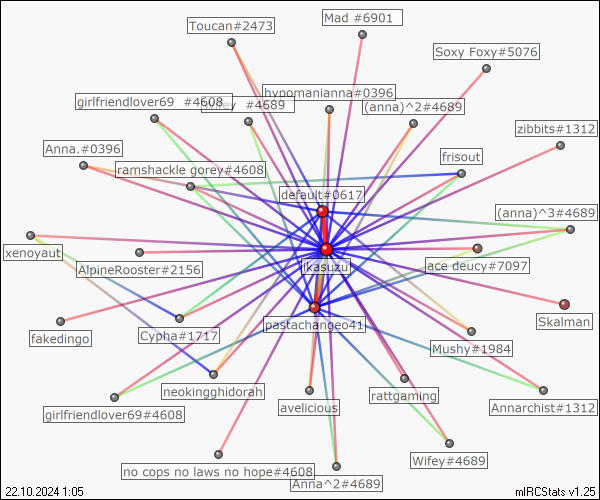 Mad #6901
Toucan#2473
Soxy Foxy#5076
hypomanianna#0396
girlfriendlover69 #4608
#4689
(anna)^2#4689
zibbits#1312
Anna.#0396
frisout
ramshackle gorey#4608
default#0617
(anna)^3#4689
xenoyaut
ikasuzu
ace deucy#7097
AlpineRooster#2156
Skalman
pastachangeo41
fakedingo
Cypha#1717
Mushy#1984
neokingghidorah
rattgaming
avelicious
Annarchist#1312
girlfriendlover69#4608
Wifey#4689
no cops no laws no hope#4608
Anna^2#4689
22.10.2024 1:05
mIRCStats v1.25